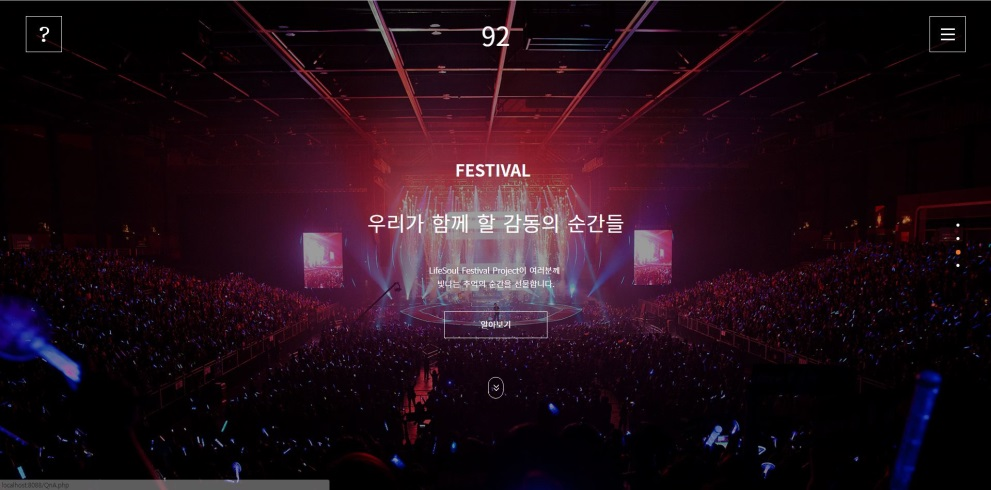 ?
92
FESTIVAL
우리가 함께 할 감동의 순간들
LifeSoul Festival Project이 여러분께
빛나는 추억의 순간을 선물합니다.
알아보기
localhost:8088/QnA.php